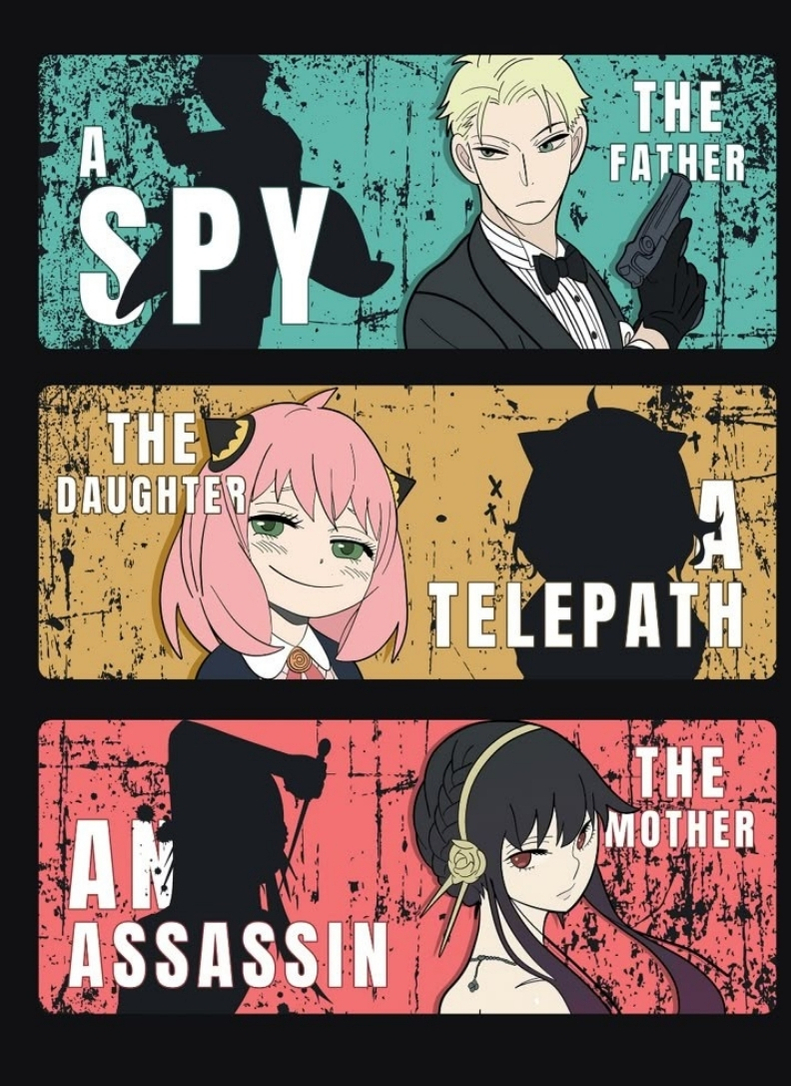 A
SPY
THE
FATHER
THE
DAUGHTER
A
TELEPATH
AN
ASSASSIN
THE
MOTHER